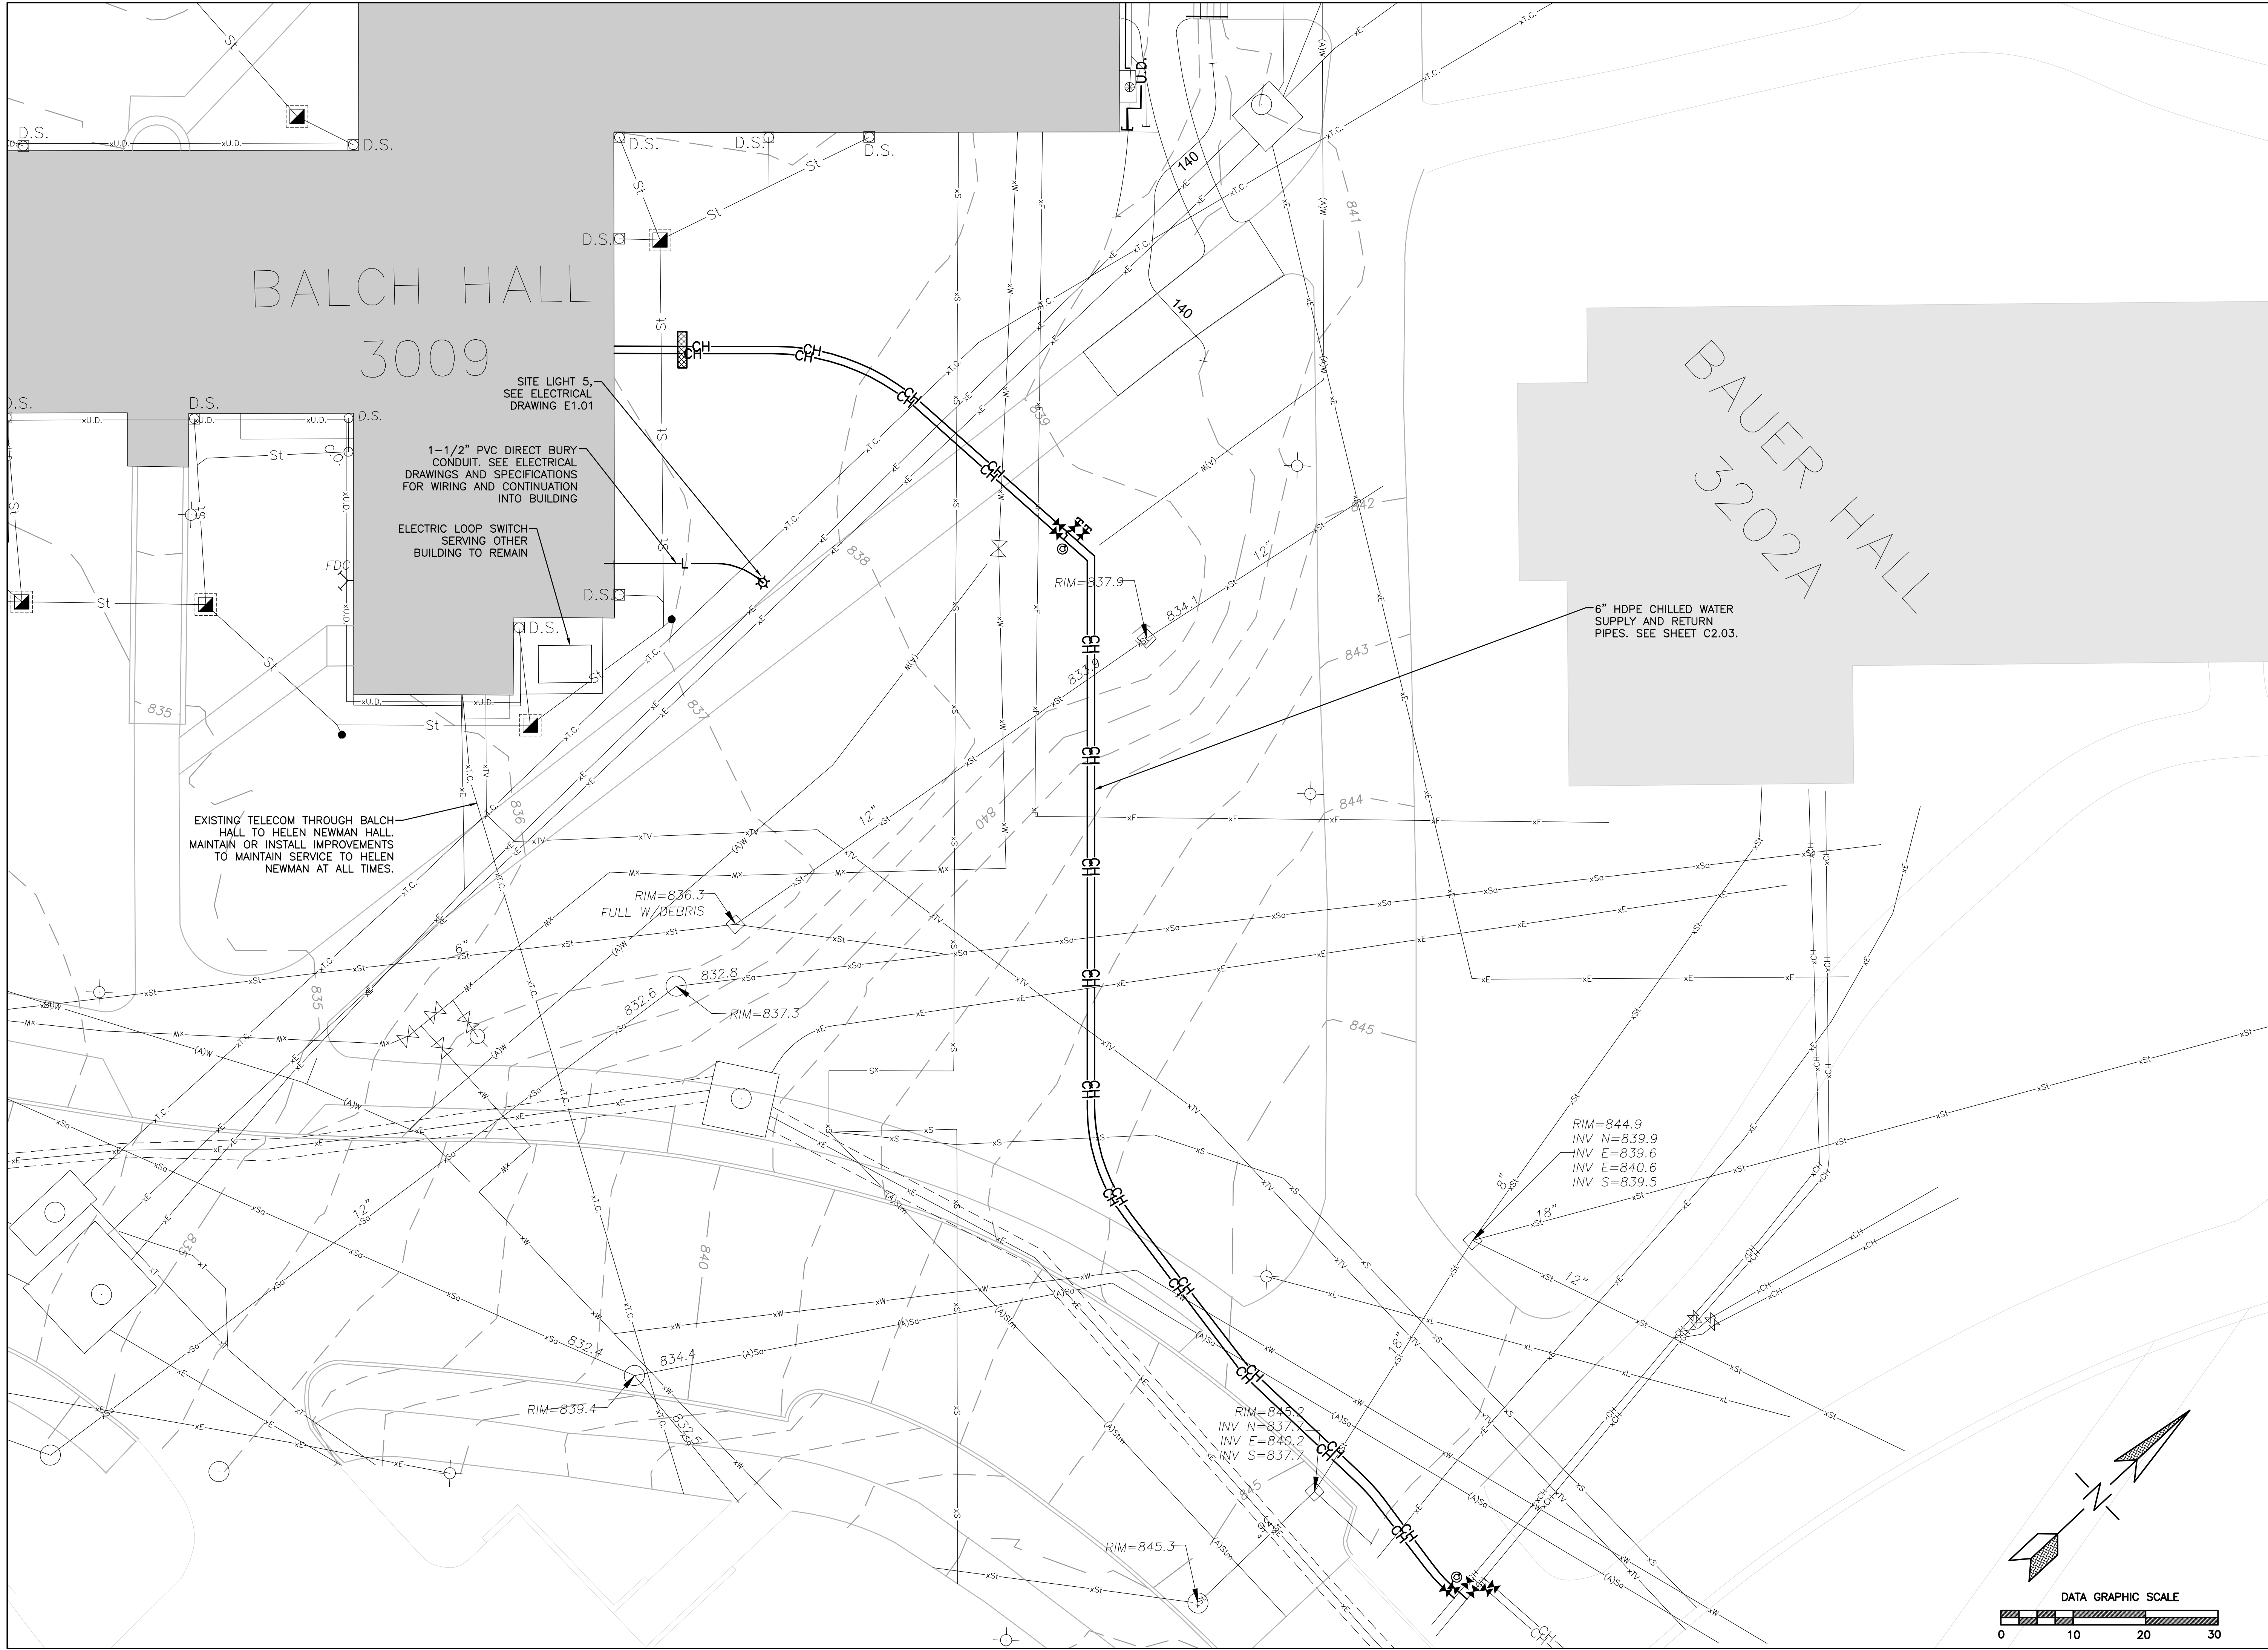 BALCH HALL
3009
BAUER HALL
3202A
SITE LIGHT 5,
SEE ELECTRICAL
DRAWING E1.01
1-1/2" PVC DIRECT BURY
CONDUIT. SEE ELECTRICAL
DRAWINGS AND SPECIFICATIONS
FOR WIRING AND CONTINUATION
INTO BUILDING
ELECTRIC LOOP SWITCH
SERVING OTHER
BUILDING TO REMAIN
EXISTING TELECOM THROUGH BALCH
HALL TO HELEN NEWMAN HALL.
MAINTAIN OR INSTALL IMPROVEMENTS
TO MAINTAIN SERVICE TO HELEN
NEWMAN AT ALL TIMES.
6" HDPE CHILLED WATER
SUPPLY AND RETURN
PIPES. SEE SHEET C2.03.
D.S.
D.S.
D.S.
D.S.
D.S.
D.S.
D.S.
D.S.
D.S.
D.S.
U.D.
C.O.
FDC
140
140
841
839
842
838
843
837
844
840
836
835
835
845
835
840
845
RIM=837.9
834.1
833.9
12"
12"
RIM=836.3
FULL W/DEBRIS
6"
832.8
832.6
RIM=837.3
12"
832.4
834.4
RIM=839.4
832.5
RIM=844.9
INV N=839.9
INV E=839.6
INV E=840.6
INV S=839.5
8"
18"
12"
18"
RIM=845.2
INV N=837.7
INV E=840.2
INV S=837.7
RIM=845.3
N
DATA GRAPHIC SCALE
0 10 20 30